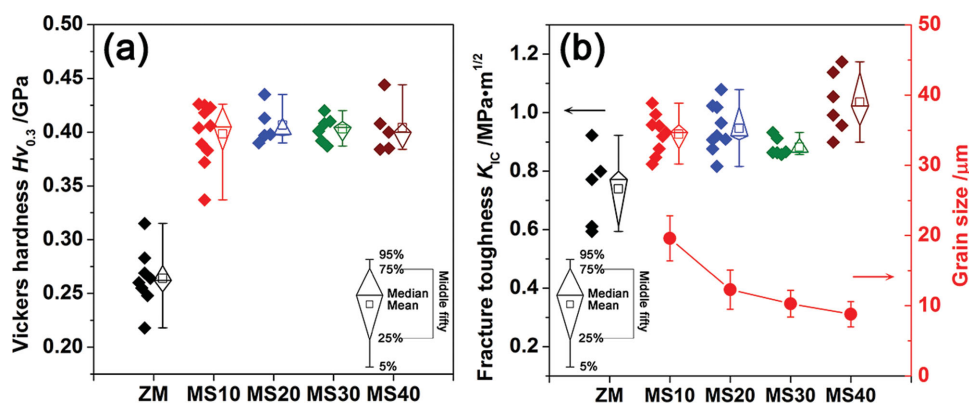 (a)
Vickers hardness Hv0.3 /GPa
0.50
0.45
0.40
0.35
0.30
0.25
0.20
ZM MS10 MS20 MS30 MS40
95%
75%
Median
Mean
25%
5%
Middle fifty
(b)
Fracture toughness KIC /MPa•m1/2
1.2
1.0
0.8
0.6
0.4
0.2
ZM MS10 MS20 MS30 MS40
95%
75%
Median
Mean
25%
5%
Middle fifty
50
40
30
20
10
0
Grain size /μm